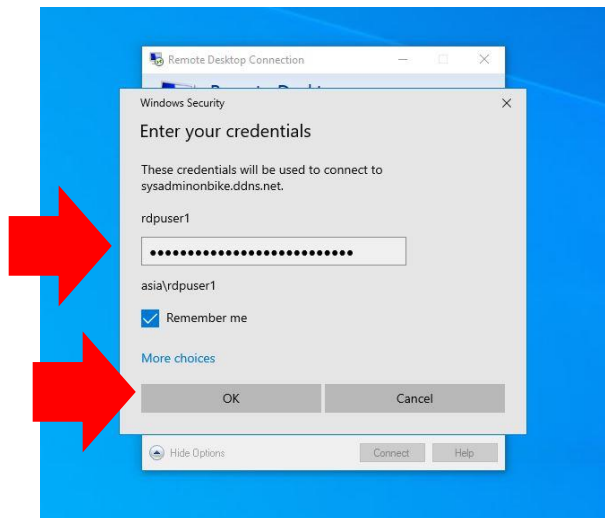 Remote Desktop Connection
Windows Security
Enter your credentials
These credentials will be used to connect to
sysadminonbike.ddns.net.
rdpuser1
●●●●●●●●●●●●●●●●●●●●●●●●●●●
asia\rdpuser1
Remember me
More choices
OK Cancel
Hide Options Connect Help